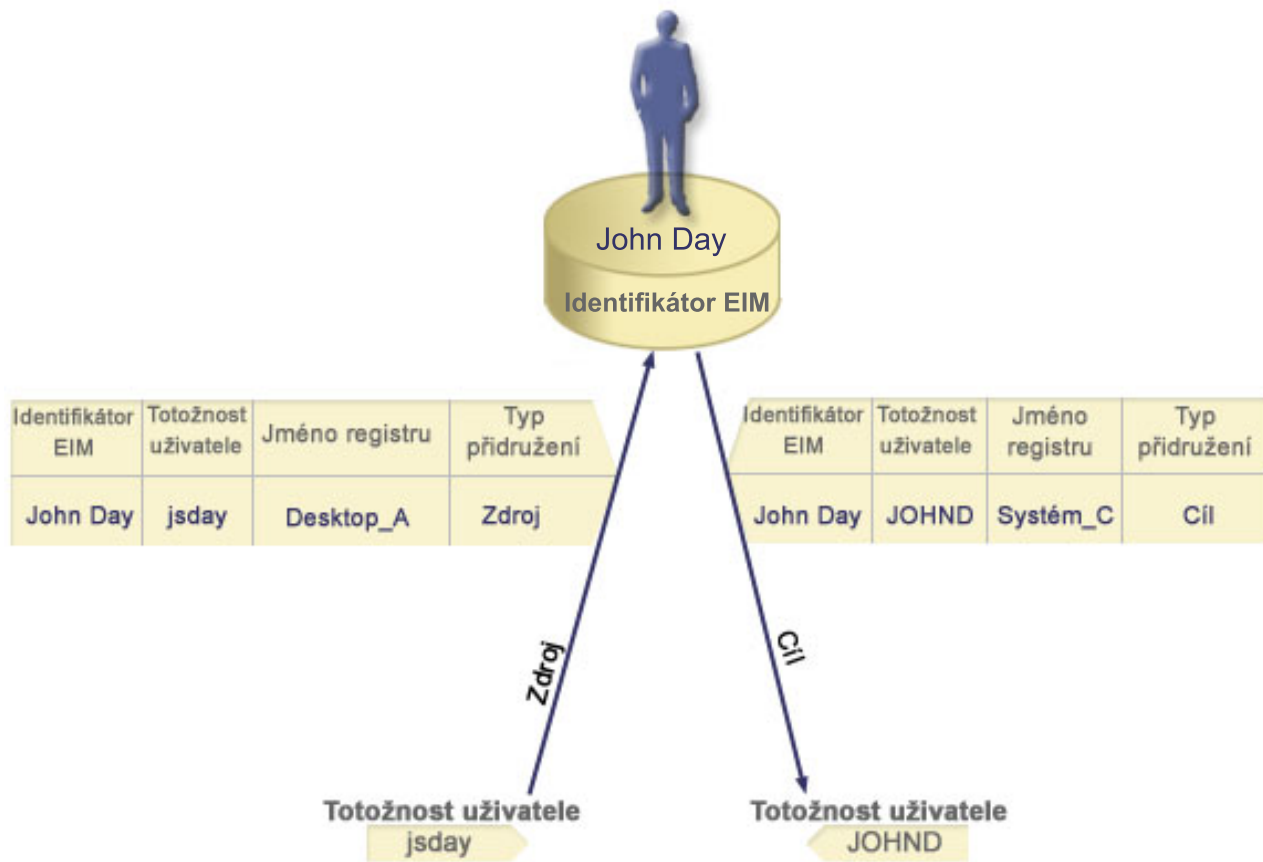 John Day
Identifikátor EIM
Identifikátor EIM Totožnost uživatele Jméno registru Typ přidružení
John Day jsday Desktop_A Zdroj
Identifikátor EIM Totožnost uživatele Jméno registru Typ přidružení
John Day JOHND Systém_C Cíl
Zdroj
Cíl
Totožnost uživatele
jsday
Totožnost uživatele
JOHND